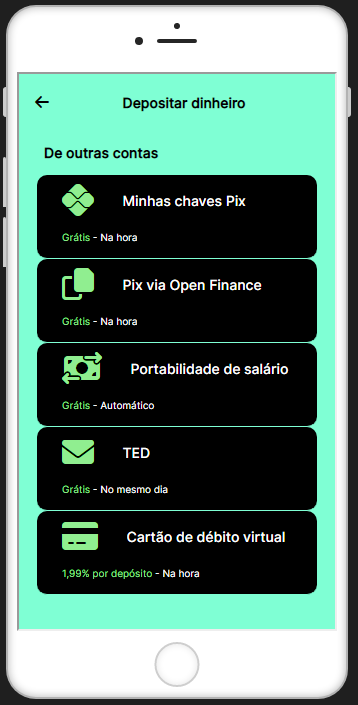 Depositar dinheiro
De outras contas
Minhas chaves Pix
Grátis - Na hora
Pix via Open Finance
Grátis - Na hora
Portabilidade de salário
Grátis - Automático
TED
Grátis - No mesmo dia
Cartão de débito virtual
1,99% por depósito - Na hora